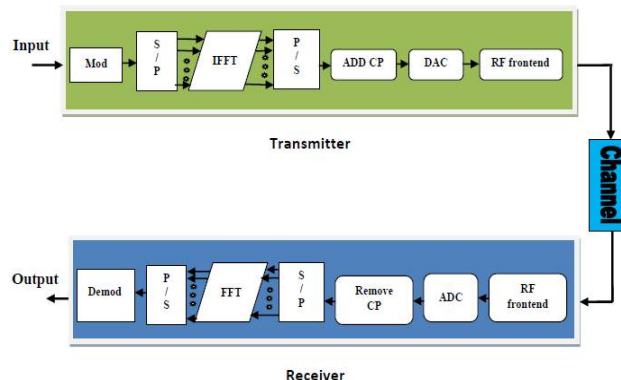 Input
Mod
S
/
P
IFFT
P
/
S
ADD CP
DAC
RF frontend
Transmitter
Channel
Output
Demod
P
/
S
FFT
S
/
P
Remove
CP
ADC
RF
frontend
Receiver